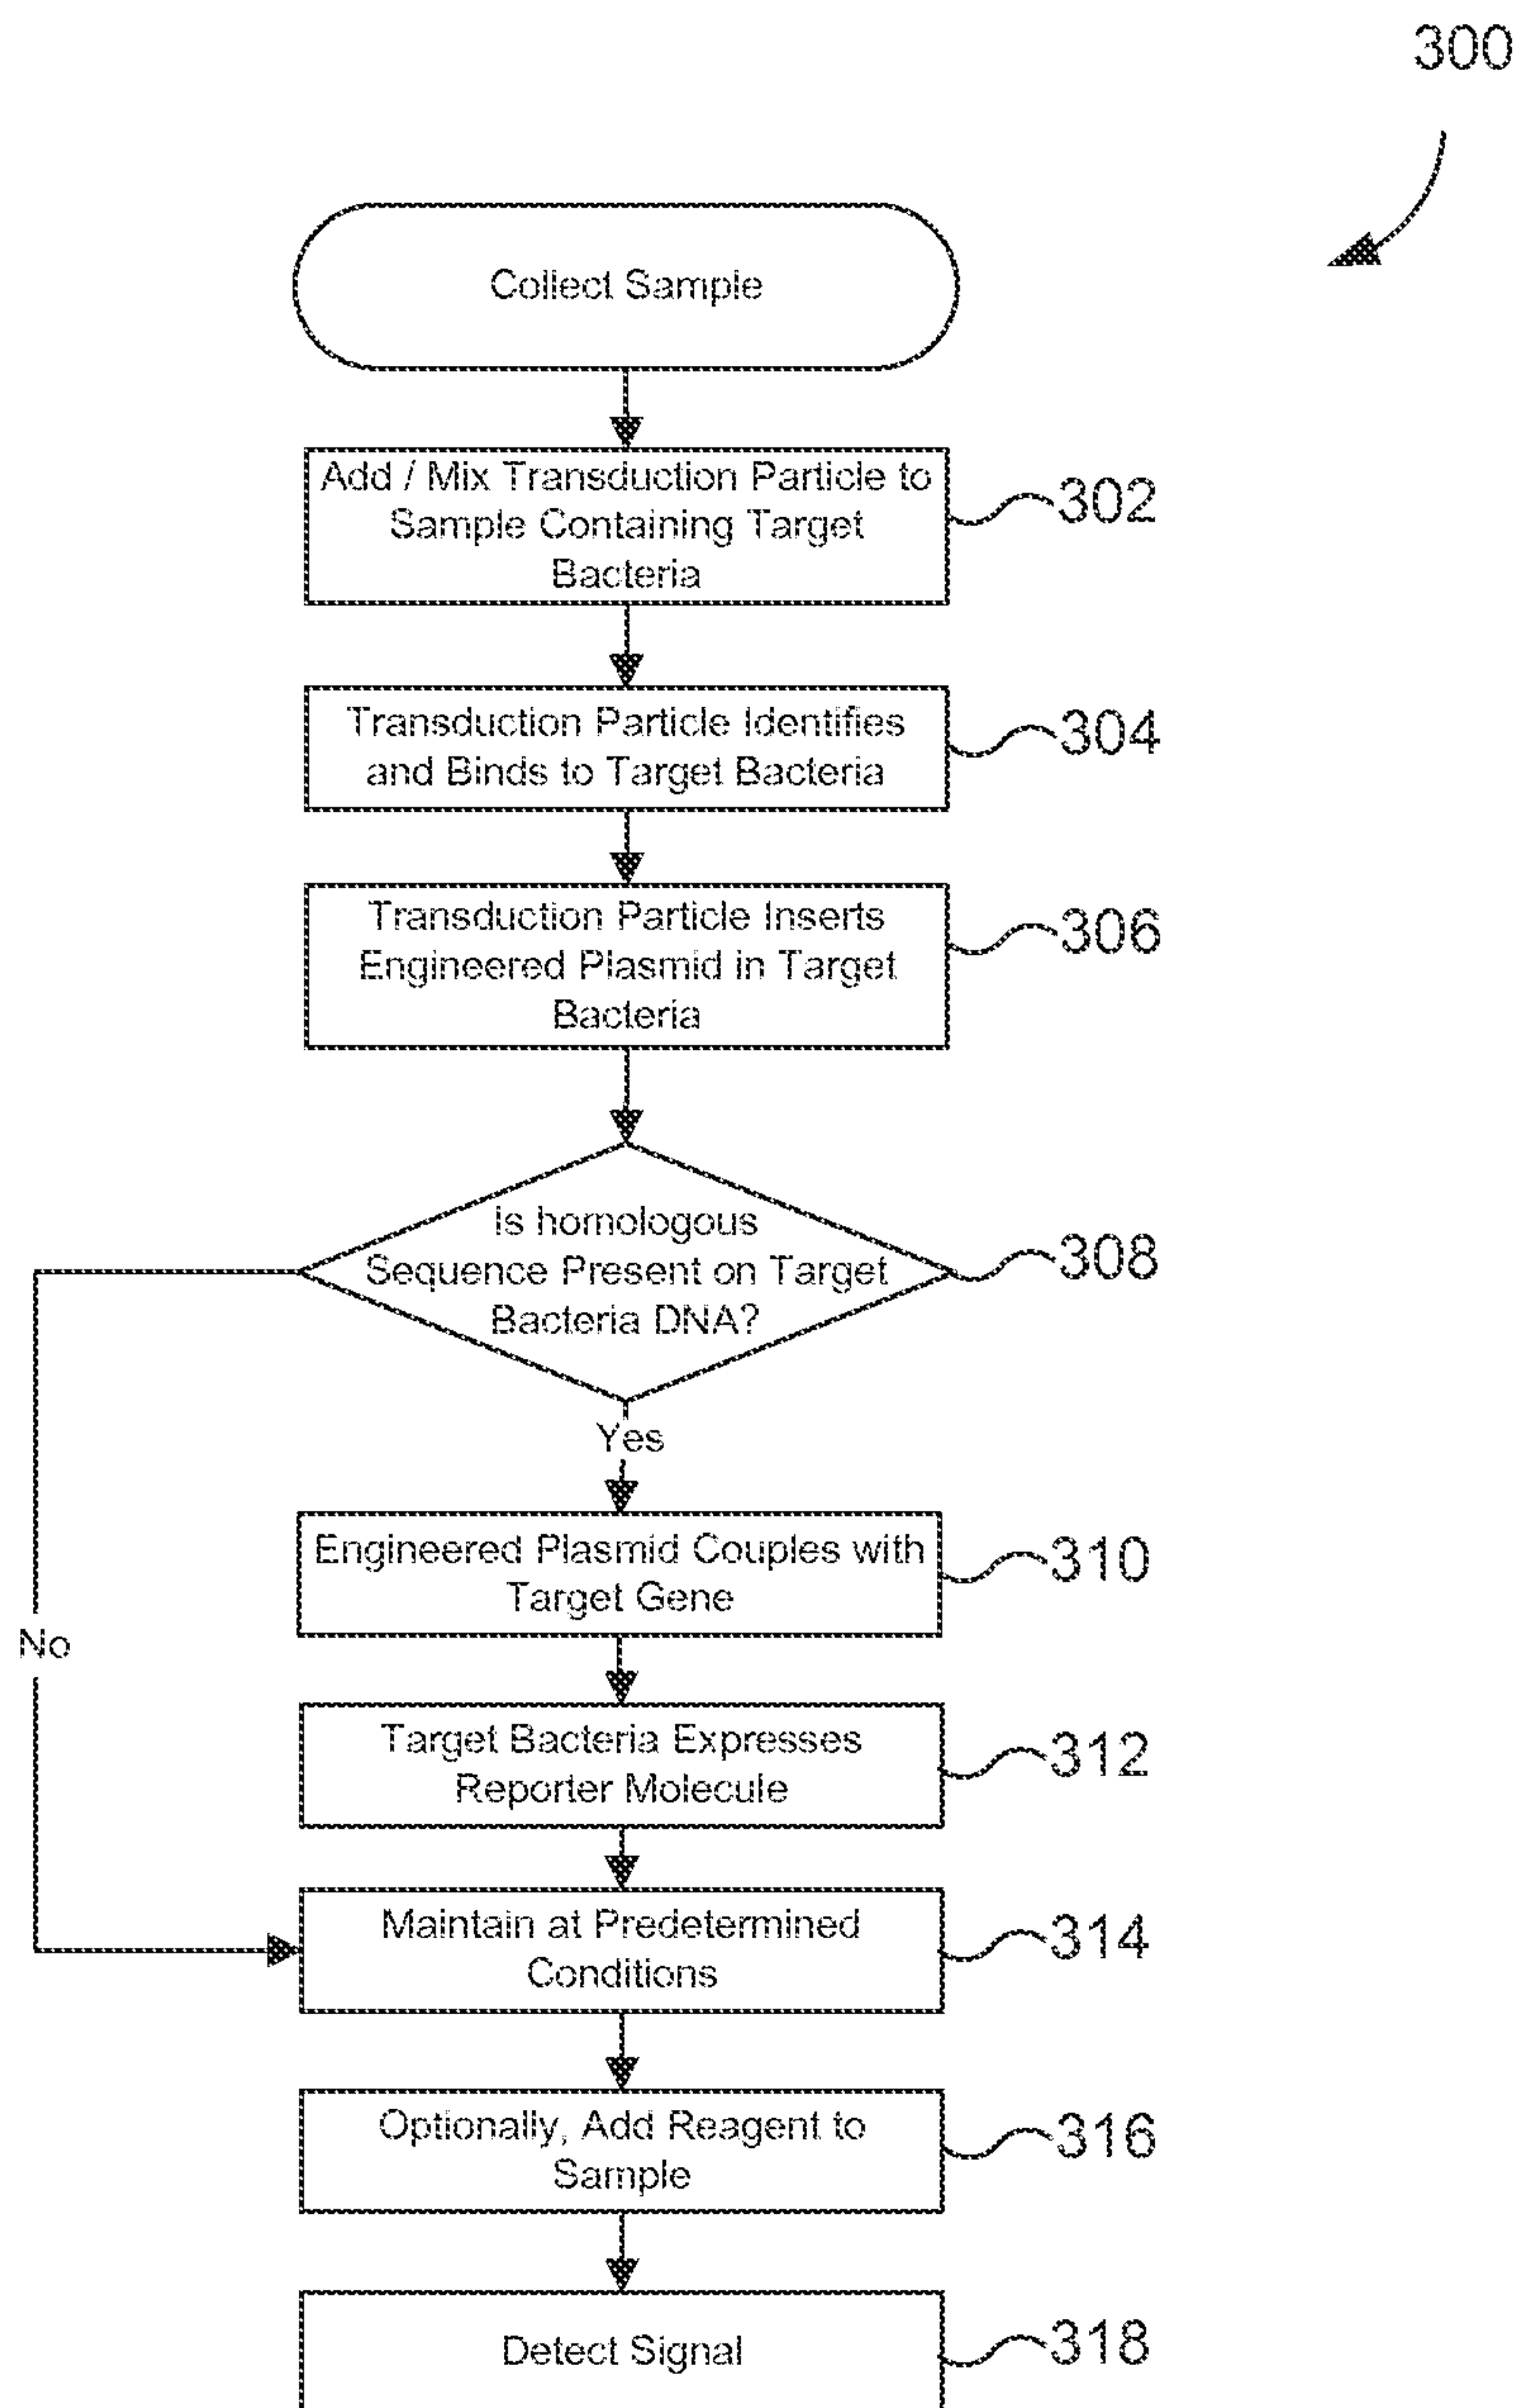 300
Collect Sample
Add / Mix Transduction Particle to
Sample Containing Target
Bacteria
302
Transduction Particle Identifies
and Binds to Target Bacteria
304
Transduction Particle Inserts
Engineered Plasmid in Target
Bacteria
306
Is homologous
Sequence Present on Target
Bacteria DNA?
308
Yes
Engineered Plasmid Couples with
Target Gene
310
No
Target Bacteria Expresses
Reporter Molecule
312
Maintain at Predetermined
Conditions
314
Optionally, Add Reagent to
Sample
316
Detect Signal
318